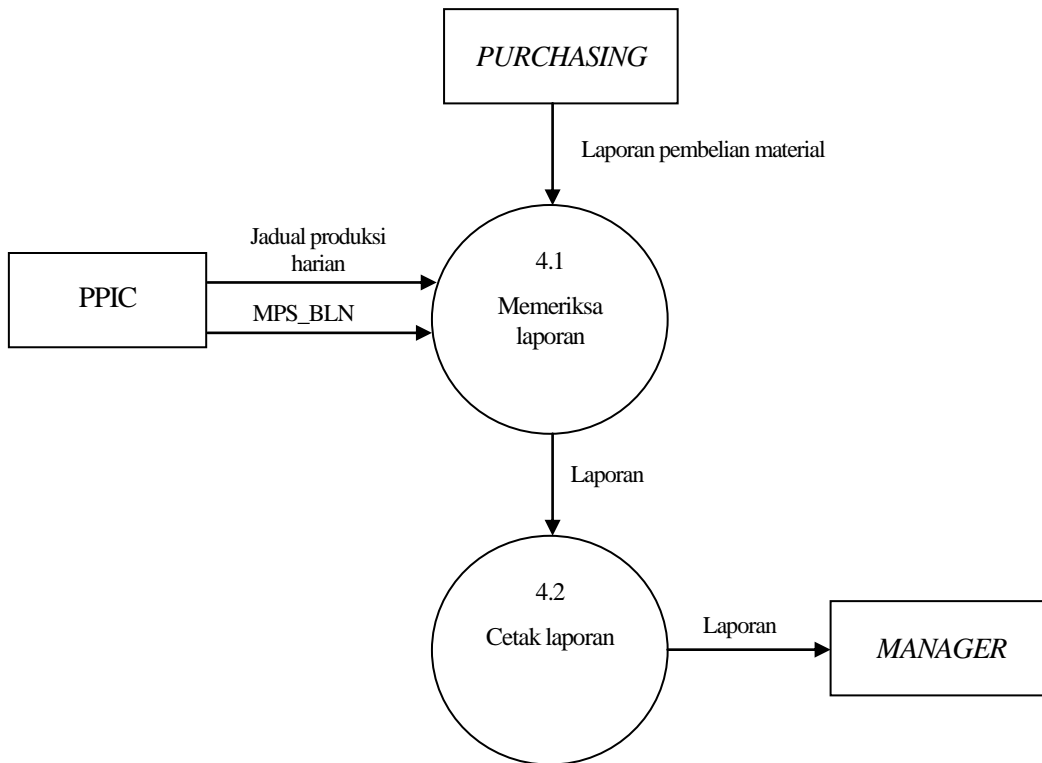 PURCHASING
Laporan pembelian material
Jadual produksi
harian
PPIC
MPS_BLN
4.1
Memeriksa
laporan
Laporan
4.2
Cetak laporan
Laporan
MANAGER